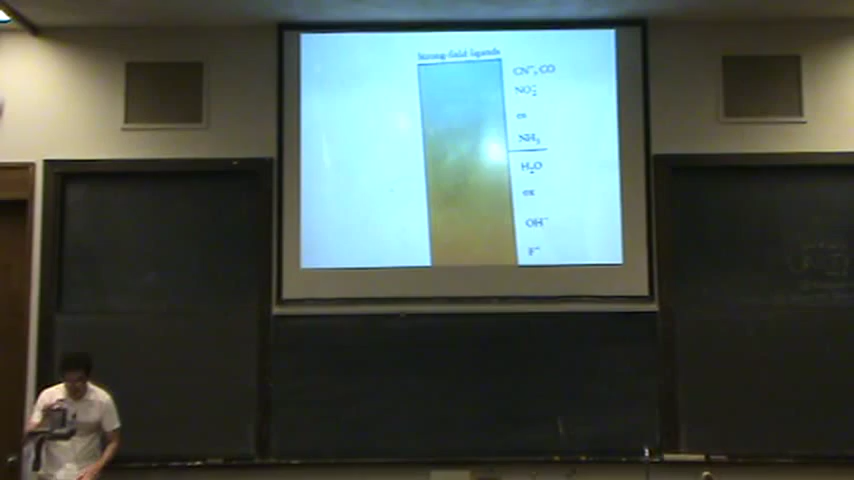 Strong-field ligands
CN⁻, CO
NO₂⁻
en
NH₃
H₂O
ox
OH⁻
F⁻